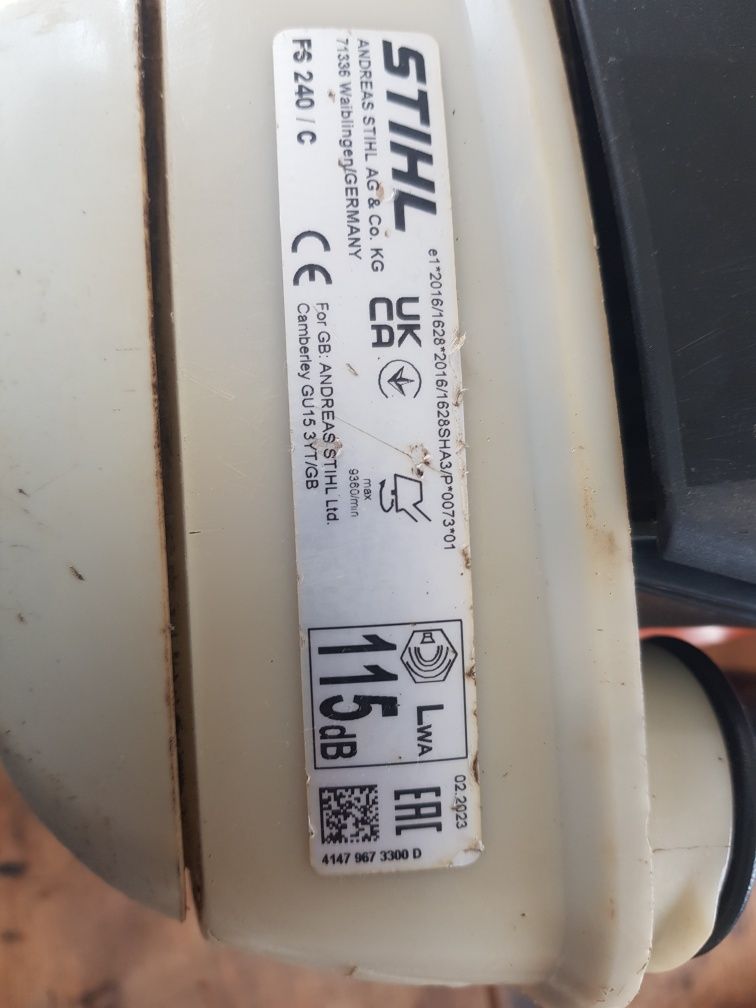 STIHL
ANDREAS STIHL AG & Co. KG
71336 Waiblingen/GERMANY
FS 240 / C
e1*2016/1628*2016/1628SHA3/P*0073*01
UK
CA
CE
For GB: ANDREAS STIHL Ltd.
Camberley GU15 3YT/GB
max
9360/min
LWA
115dB
02.2023
EAC
4147 967 3300 D